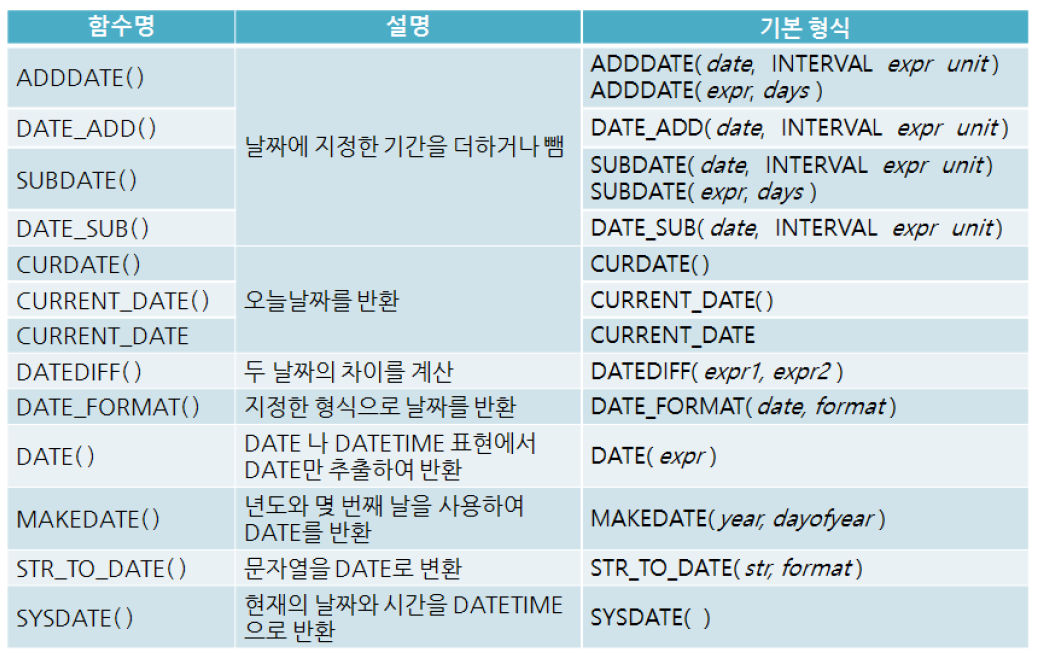 함수명 설명 기본 형식
ADDDATE() 날짜에 지정한 기간을 더하거나 뺌 ADDDATE( date, INTERVAL expr unit )
ADDDATE( expr, days )
DATE_ADD() DATE_ADD( date, INTERVAL expr unit )
SUBDATE() SUBDATE( date, INTERVAL expr unit )
SUBDATE( expr, days )
DATE_SUB() DATE_SUB( date, INTERVAL expr unit )
CURDATE() 오늘날짜를 반환 CURDATE( )
CURRENT_DATE() CURRENT_DATE( )
CURRENT_DATE CURRENT_DATE
DATEDIFF() 두 날짜의 차이를 계산 DATEDIFF( expr1, expr2 )
DATE_FORMAT() 지정한 형식으로 날짜를 반환 DATE_FORMAT( date, format )
DATE() DATE 나 DATETIME 표현에서
DATE만 추출하여 반환 DATE( expr )
MAKEDATE() 년도와 몇 번째 날을 사용하여
DATE를 반환 MAKEDATE( year, dayofyear )
STR_TO_DATE() 문자열을 DATE로 변환 STR_TO_DATE( str, format )
SYSDATE() 현재의 날짜와 시간을 DATETIME
으로 반환 SYSDATE( )